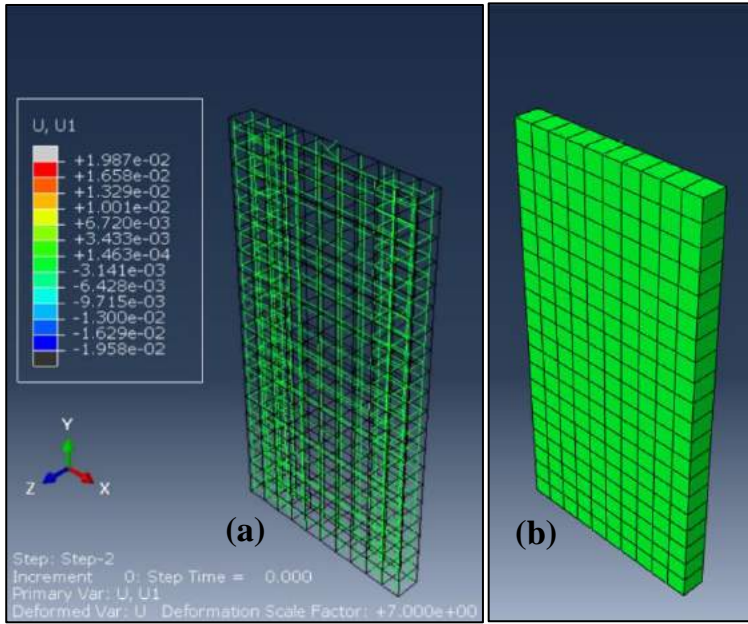 U, U1
+1.987e-02
+1.658e-02
+1.329e-02
+1.001e-02
+6.720e-03
+3.433e-03
+1.463e-04
-3.141e-03
-6.428e-03
-9.715e-03
-1.300e-02
-1.629e-02
-1.958e-02
Y
Z
X
(a)
(b)
Step: Step-2
Increment 0: Step Time = 0.000
Primary Var: U, U1
Deformed Var: U Deformation Scale Factor: +7.000e+00